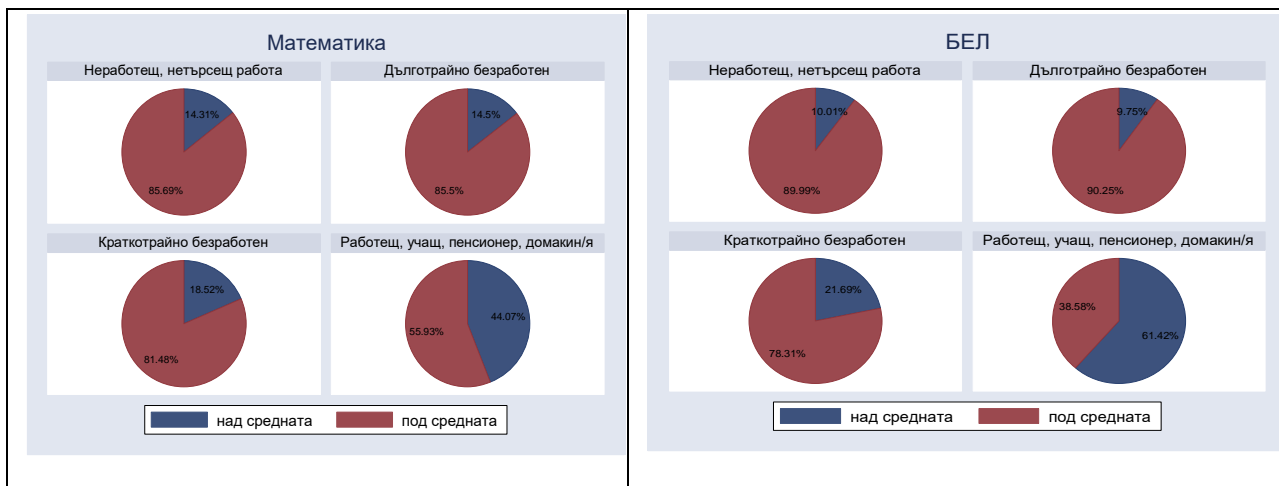 Математика
Неработещ, нетърсещ работа
Дълготрайно безработен
14.31%
85.69%
14.5%
85.5%
Краткотрайно безработен
Работещ, учащ, пенсионер, домакин/я
18.52%
81.48%
44.07%
55.93%
над средната
под средната
БЕЛ
Неработещ, нетърсещ работа
Дълготрайно безработен
10.01%
89.99%
9.75%
90.25%
Краткотрайно безработен
Работещ, учащ, пенсионер, домакин/я
21.69%
78.31%
38.58%
61.42%
над средната
под средната